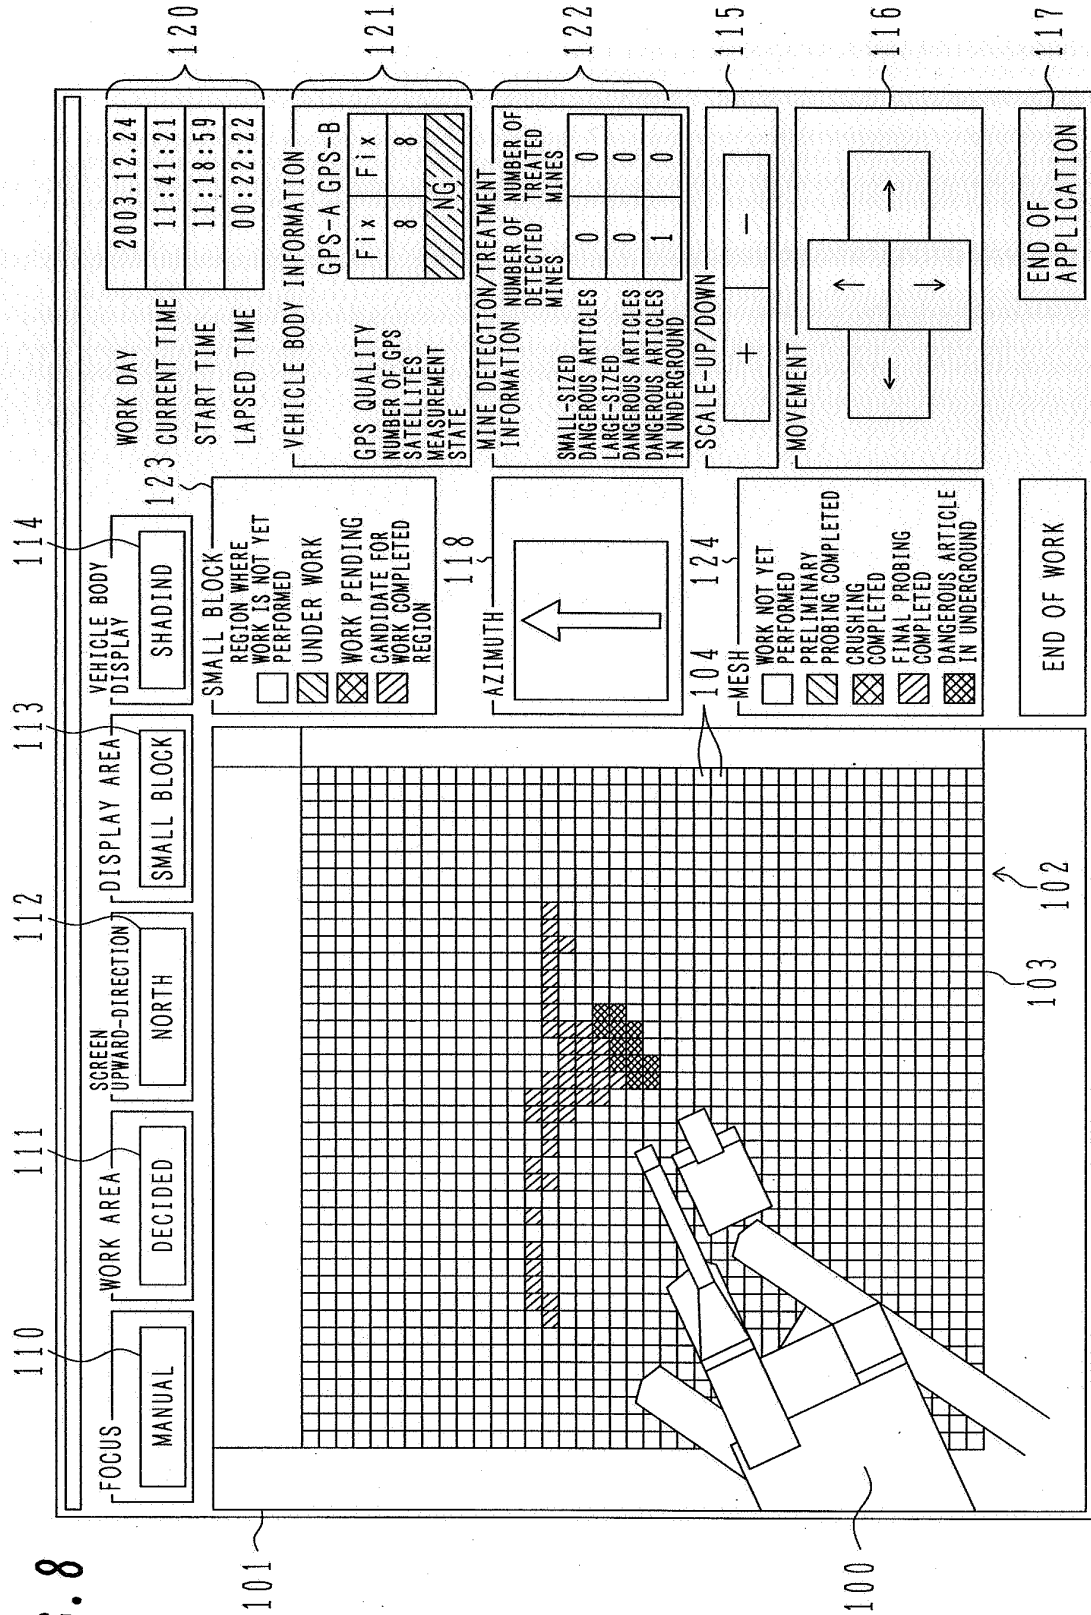 G.8
110
111
112
113
114
FOCUS
MANUAL
WORK AREA
DECIDED
SCREEN
UPWARD-DIRECTION
NORTH
DISPLAY AREA
SMALL BLOCK
VEHICLE BODY
DISPLAY
SHADIND
WORK DAY 2003.12.24
CURRENT TIME 11:41:21
START TIME 11:18:59
LAPSED TIME 00:22:22
120
101
123
SMALL BLOCK
REGION WHERE
WORK IS NOT YET
PERFORMED
UNDER WORK
WORK PENDING
CANDIDATE FOR
WORK COMPLETED
REGION
VEHICLE BODY INFORMATION
GPS-A GPS-B
GPS QUALITY Fix Fix
NUMBER OF GPS
SATELLITES 8 8
MEASUREMENT
STATE NG
121
118
AZIMUTH
MINE DETECTION/TREATMENT
INFORMATION
NUMBER OF
DETECTED
MINES
NUMBER OF
TREATED
MINES
SMALL-SIZED
DANGEROUS ARTICLES 0 0
LARGE-SIZED
DANGEROUS ARTICLES 0 0
DANGEROUS ARTICLES
IN UNDERGROUND 1 0
122
104
124
MESH
WORK NOT YET
PERFORMED
PRELIMINARY
PROBING COMPLETED
CRUSHING
COMPLETED
FINAL PROBING
COMPLETED
DANGEROUS ARTICLE
IN UNDERGROUND
SCALE-UP/DOWN
+ −
115
MOVEMENT
← ↑ ↓ →
116
END OF WORK
END OF
APPLICATION
117
100
103
102